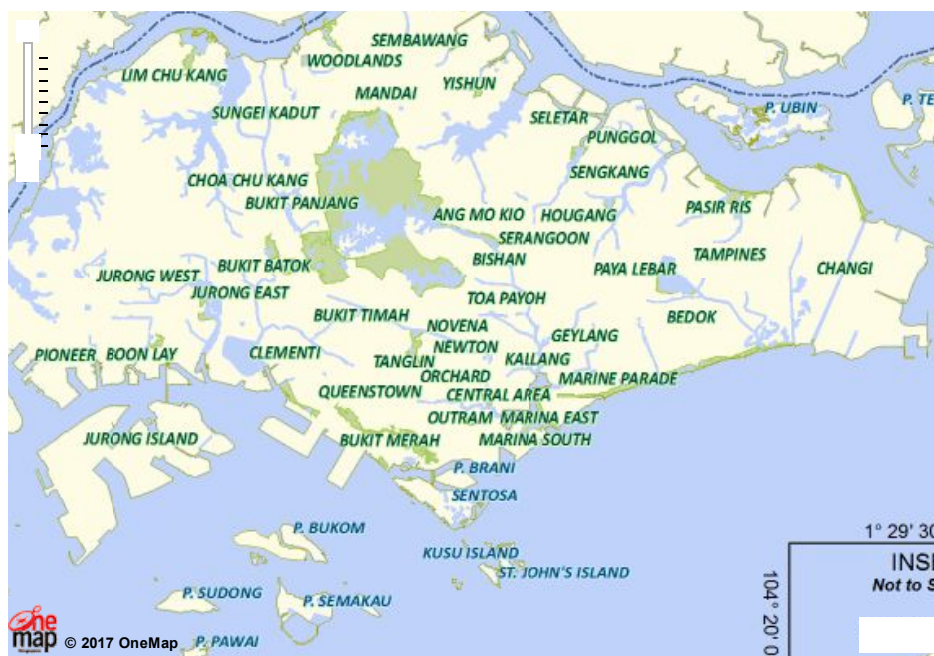 SEMBAWANG
WOODLANDS
LIM CHU KANG
YISHUN
MANDAI
P. UBIN
P. TE
SUNGEI KADUT
SELETAR
PUNGGOL
SENGKANG
CHOA CHU KANG
BUKIT PANJANG
ANG MO KIO
HOUGANG
PASIR RIS
SERANGOON
BISHAN
TAMPINES
BUKIT BATOK
PAYA LEBAR
CHANGI
JURONG WEST
JURONG EAST
TOA PAYOH
BUKIT TIMAH
BEDOK
NOVENA
GEYLANG
NEWTON
PIONEER
BOON LAY
CLEMENTI
TANGLIN
KALLANG
ORCHARD
MARINE PARADE
QUEENSTOWN
CENTRAL AREA
OUTRAM
MARINA EAST
JURONG ISLAND
BUKIT MERAH
MARINA SOUTH
P. BRANI
SENTOSA
P. BUKOM
1° 29' 30
KUSU ISLAND
INSE
ST. JOHN'S ISLAND
Not to S
104° 20' 0
P. SUDONG
P. SEMAKAU
One
map
© 2017 OneMap
P. PAWAI